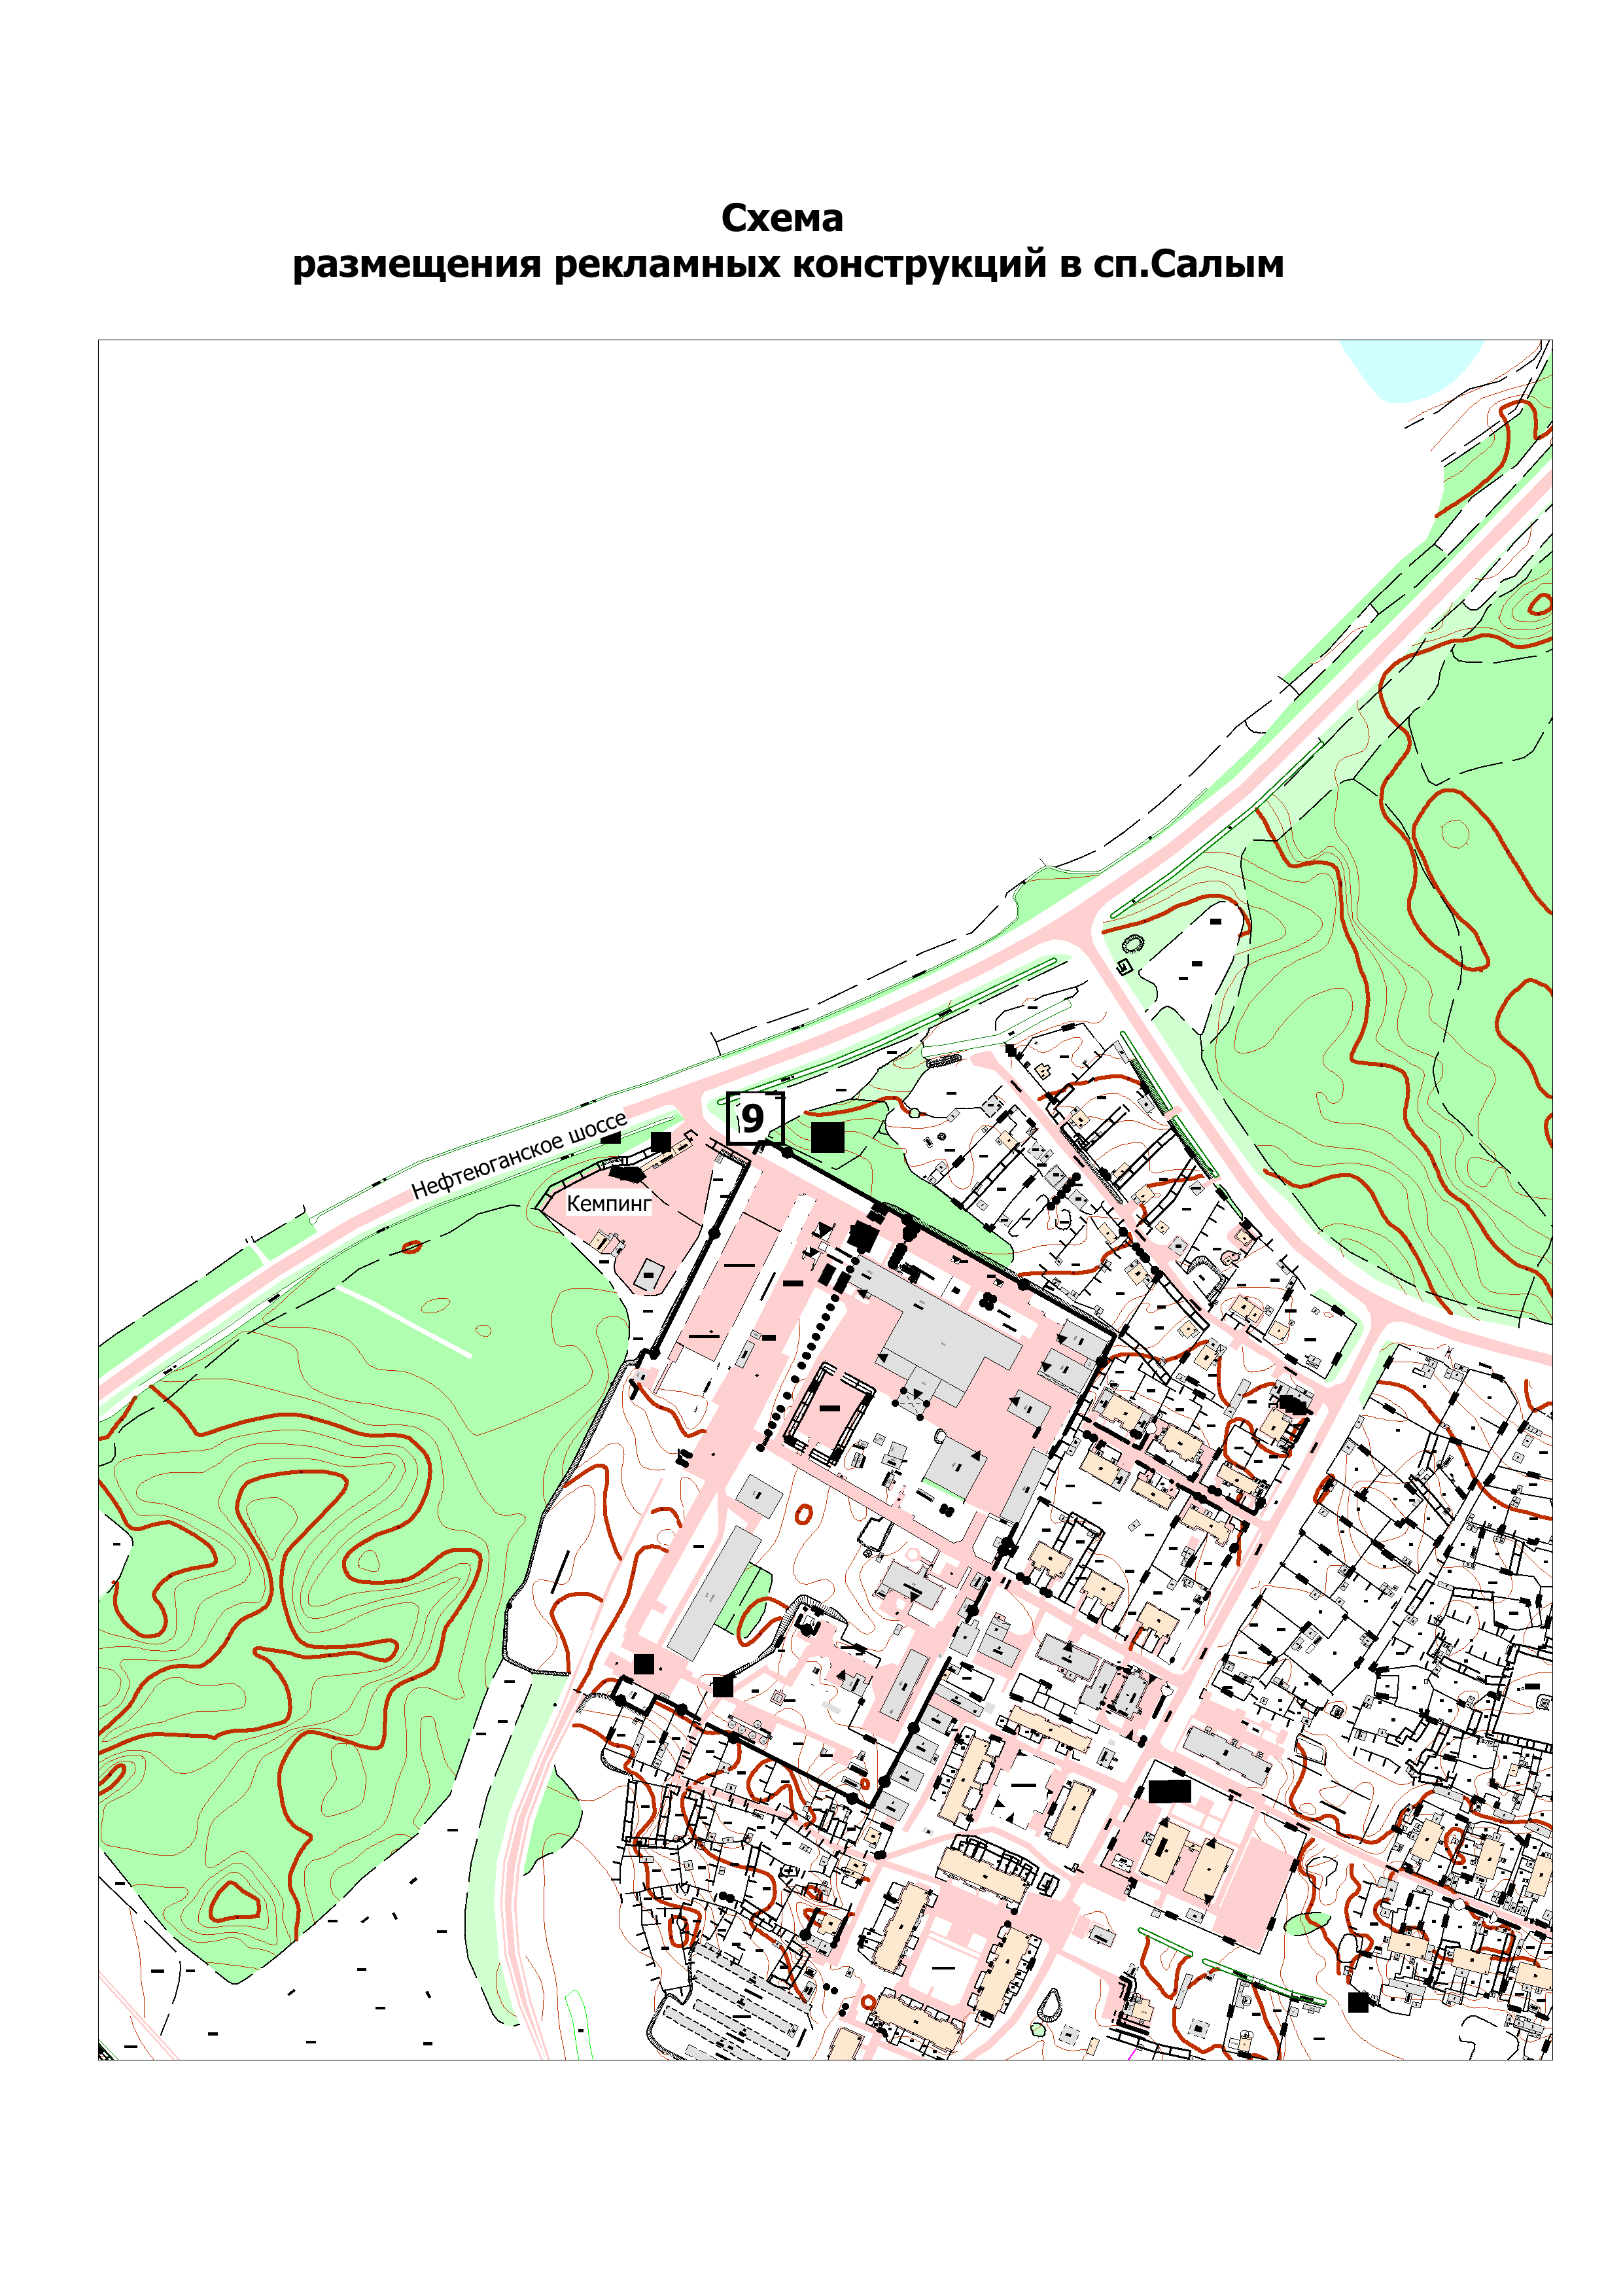 Схема
размещения рекламных конструкций в сп.Салым
9
Нефтеюганское шоссе
Кемпинг